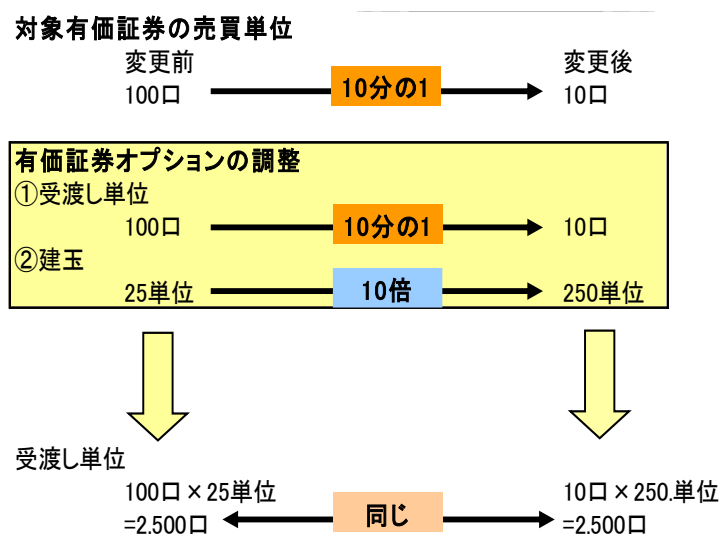 対象有価証券の売買単位
変更前 変更後
100口 10分の1 10口
有価証券オプションの調整
①受渡し単位
100口 10分の1 10口
②建玉
25単位 10倍 250単位
受渡し単位
100口×25単位 10口×250.単位
=2.500口 同じ =2.500口